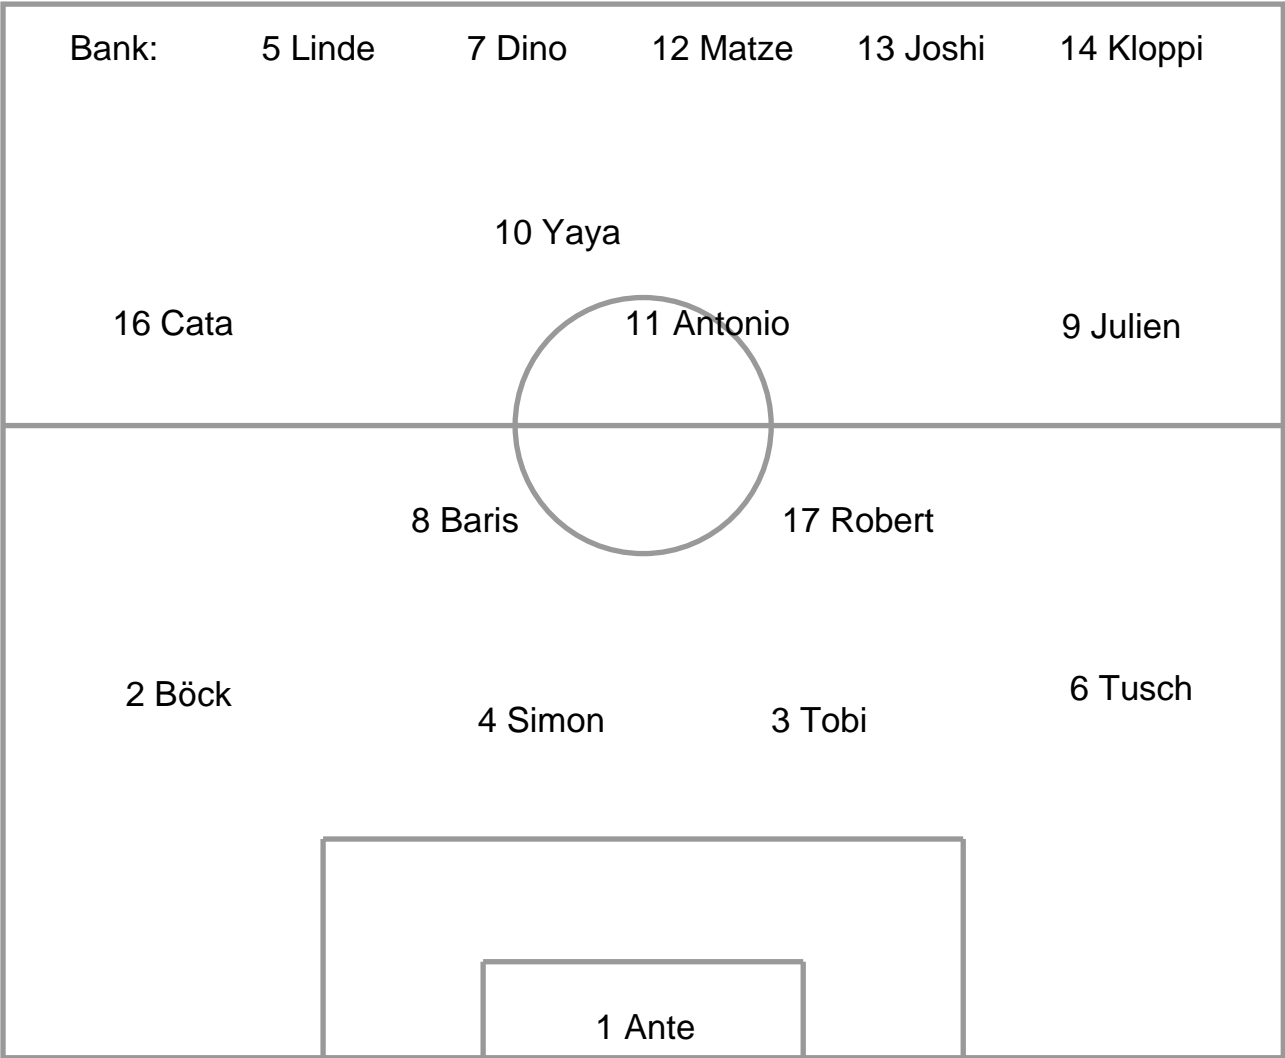 Bank: 5 Linde 7 Dino 12 Matze 13 Joshi 14 Kloppi
10 Yaya
16 Cata 11 Antonio 9 Julien
8 Baris 17 Robert
2 Böck 6 Tusch
4 Simon 3 Tobi
1 Ante